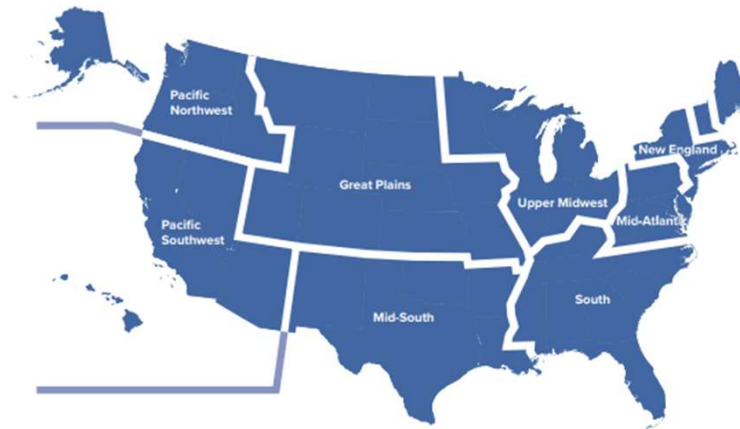 Pacific
Northwest
New England
Great Plains
Upper Midwest
Mid-Atlantic
Pacific
Southwest
South
Mid-South